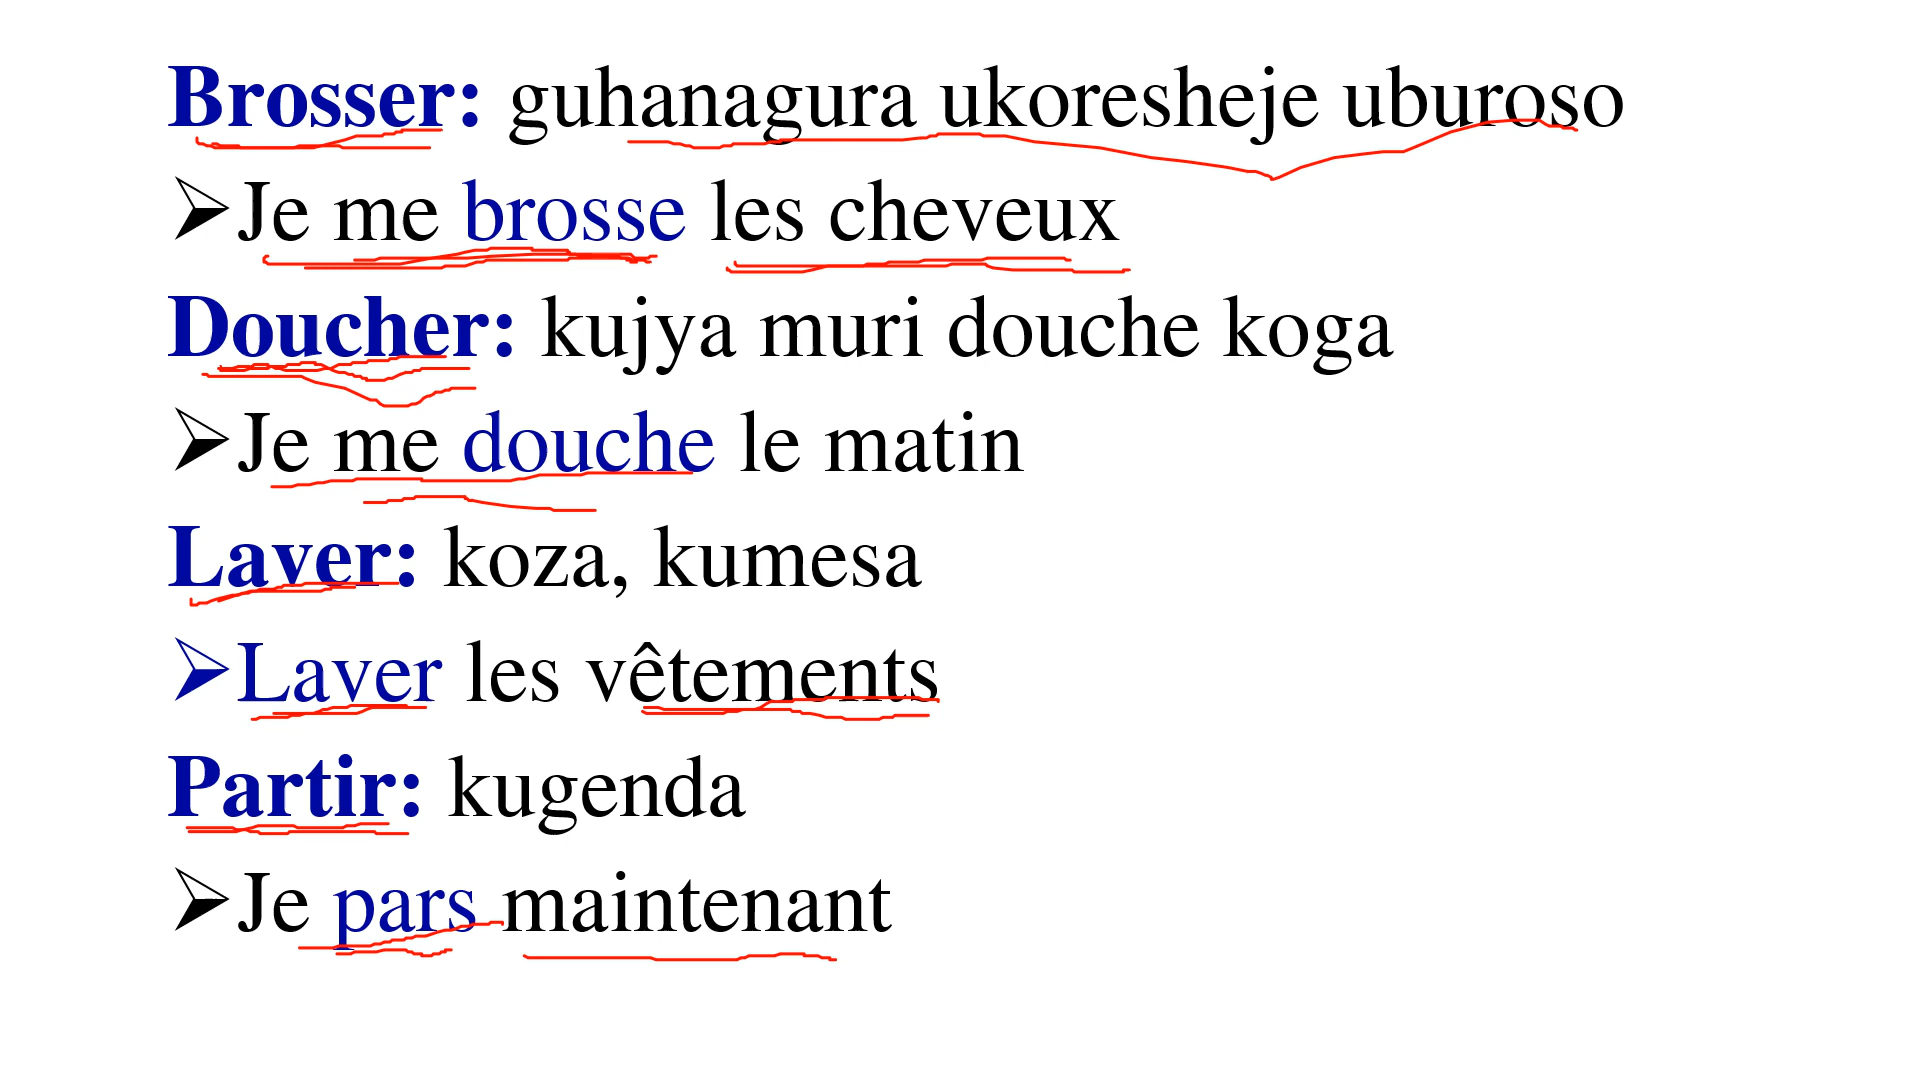 Brosser: guhanagura ukoresheje uburoso
➢Je me brosse les cheveux
Doucher: kujya muri douche koga
➢Je me douche le matin
Laver: koza, kumesa
➢Laver les vêtements
Partir: kugenda
➢Je pars maintenant